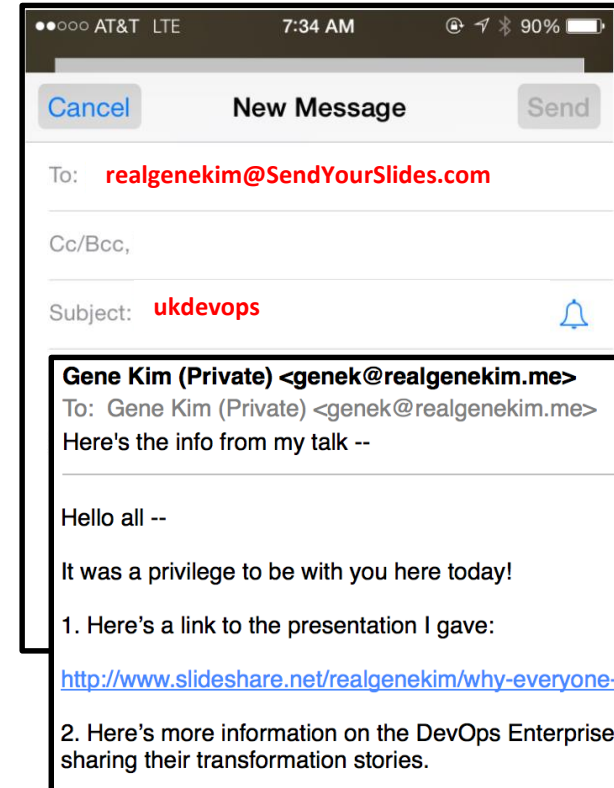 AT&T LTE 7:34 AM 90%
Cancel New Message Send
To: realgenekim@SendYourSlides.com
Cc/Bcc,
Subject: ukdevops
Gene Kim (Private) <genek@realgenekim.me>
To: Gene Kim (Private) <genek@realgenekim.me>
Here's the info from my talk --
Hello all --
It was a privilege to be with you here today!
1. Here’s a link to the presentation I gave:
http://www.slideshare.net/realgenekim/why-everyone-
2. Here’s more information on the DevOps Enterprise
sharing their transformation stories.